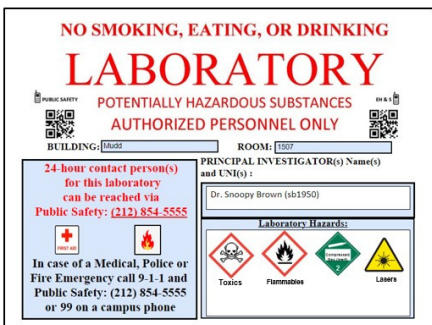 NO SMOKING, EATING, OR DRINKING
LABORATORY
PUBLIC SAFETY
POTENTIALLY HAZARDOUS SUBSTANCES
EH & S
AUTHORIZED PERSONNEL ONLY
BUILDING: Mudd ROOM: 1507
24-hour contact person(s)
for this laboratory
can be reached via
Public Safety: (212) 854-5555
FIRST AID
In case of a Medical, Police or
Fire Emergency call 9-1-1 and
Public Safety: (212) 854-5555
or 99 on a campus phone
PRINCIPAL INVESTIGATOR(s) Name(s)
and UNI(s) :
Dr. Snoopy Brown (sb1950)
Laboratory Hazards:
Compressed
2
Toxics Flammables Lasers